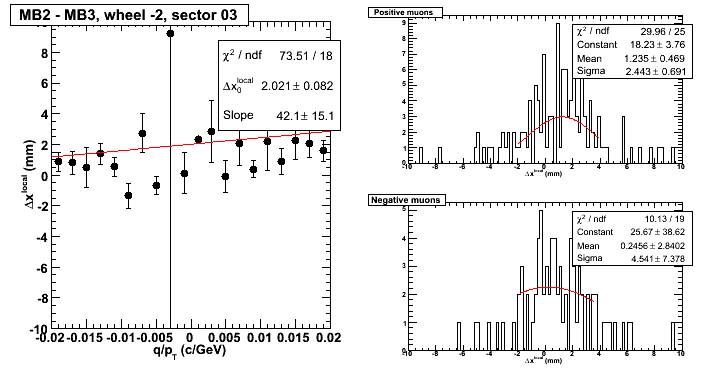 MB2 - MB3, wheel -2, sector 03
χ² / ndf 73.51 / 18
Δx₀^local 2.021 ± 0.082
Slope 42.1 ± 15.1
Δx^local (mm)
8
6
4
2
0
-2
-4
-6
-8
-10
-0.02 -0.015 -0.01 -0.005 0 0.005 0.01 0.015 0.02
q/p_T (c/GeV)
Positive muons
χ² / ndf 29.96 / 25
Constant 18.23 ± 3.76
Mean 1.235 ± 0.469
Sigma 2.443 ± 0.691
9
8
7
6
5
4
3
2
1
-10 -8 -6 -4 -2 0 2 4 6 8 10
Δx^local (mm)
Negative muons
χ² / ndf 10.13 / 19
Constant 25.67 ± 38.62
Mean 0.2456 ± 2.8402
Sigma 4.541 ± 7.378
5
4
3
2
1
-10 -8 -6 -4 -2 0 2 4 6 8 10
Δx^local (mm)